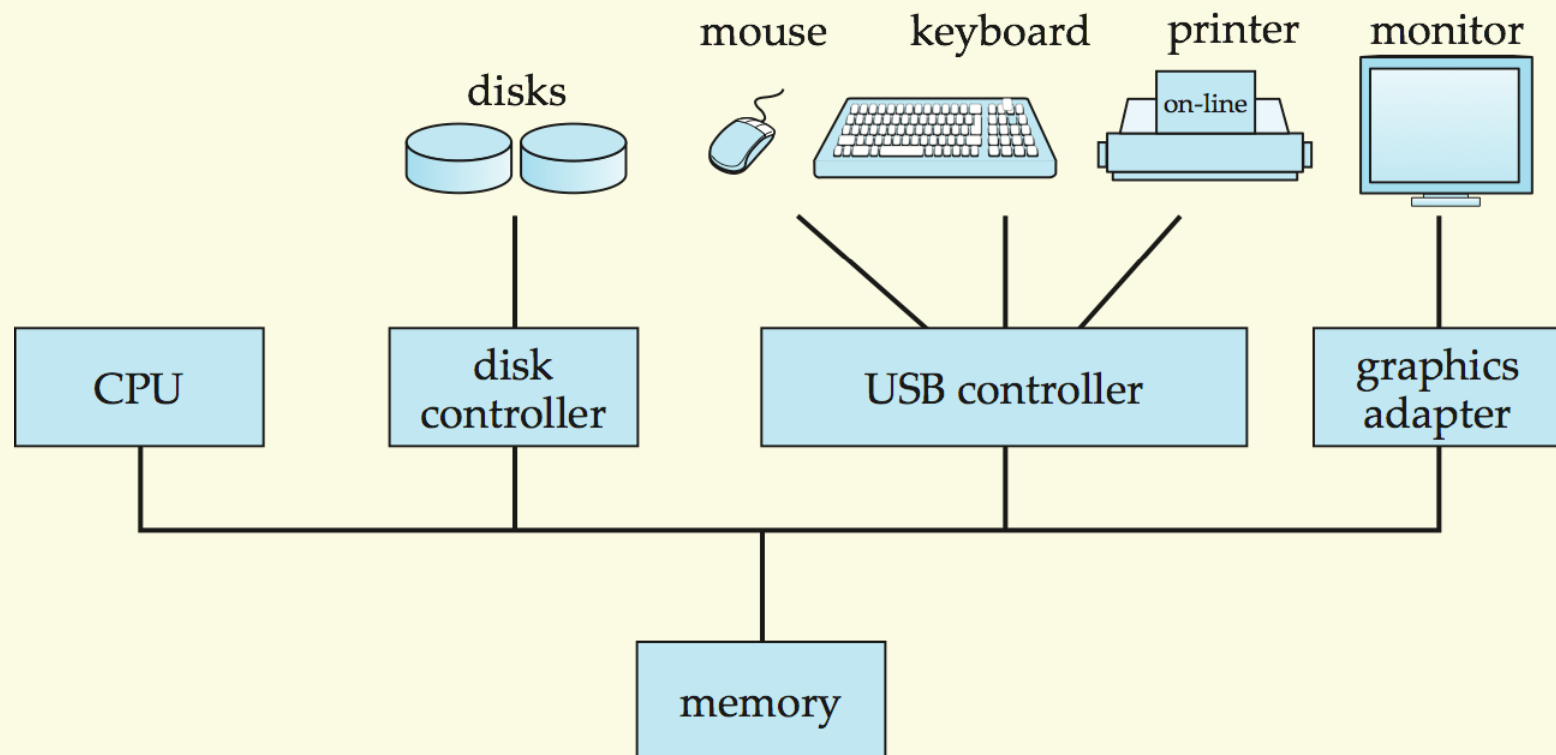 mouse
keyboard
printer
monitor
disks
on-line
CPU
disk
controller
USB controller
graphics
adapter
memory